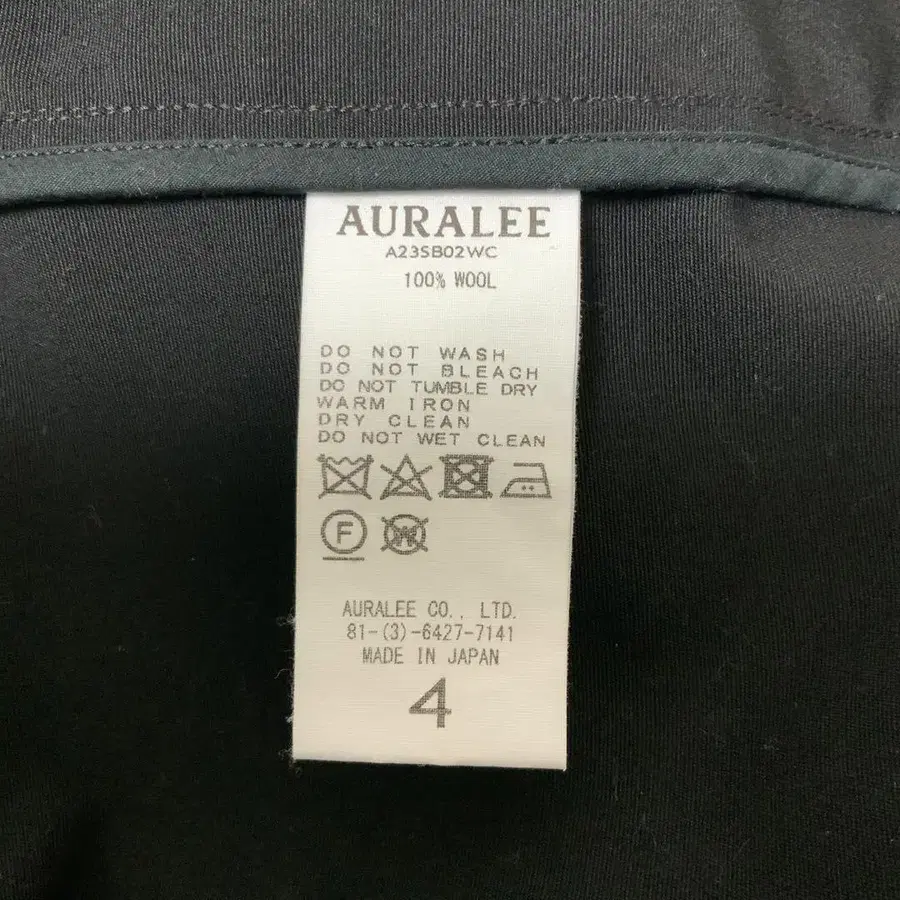 AURALEE
A23SB02WC
100% WOOL
DO NOT WASH
DO NOT BLEACH
DO NOT TUMBLE DRY
WARM IRON
DRY CLEAN
DO NOT WET CLEAN
F W
AURALEE CO., LTD.
81-(3)-6427-7141
MADE IN JAPAN
4